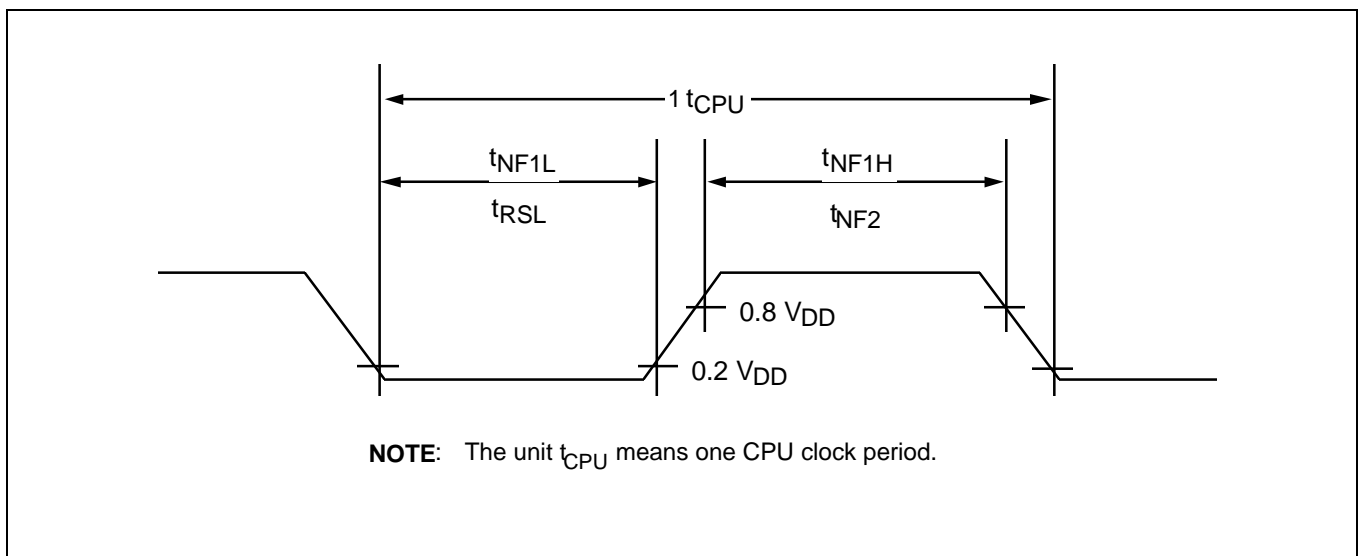 1 tCPU
tNF1L
tNF1H
tRSL
tNF2
0.8 VDD
0.2 VDD
NOTE: The unit tCPU means one CPU clock period.